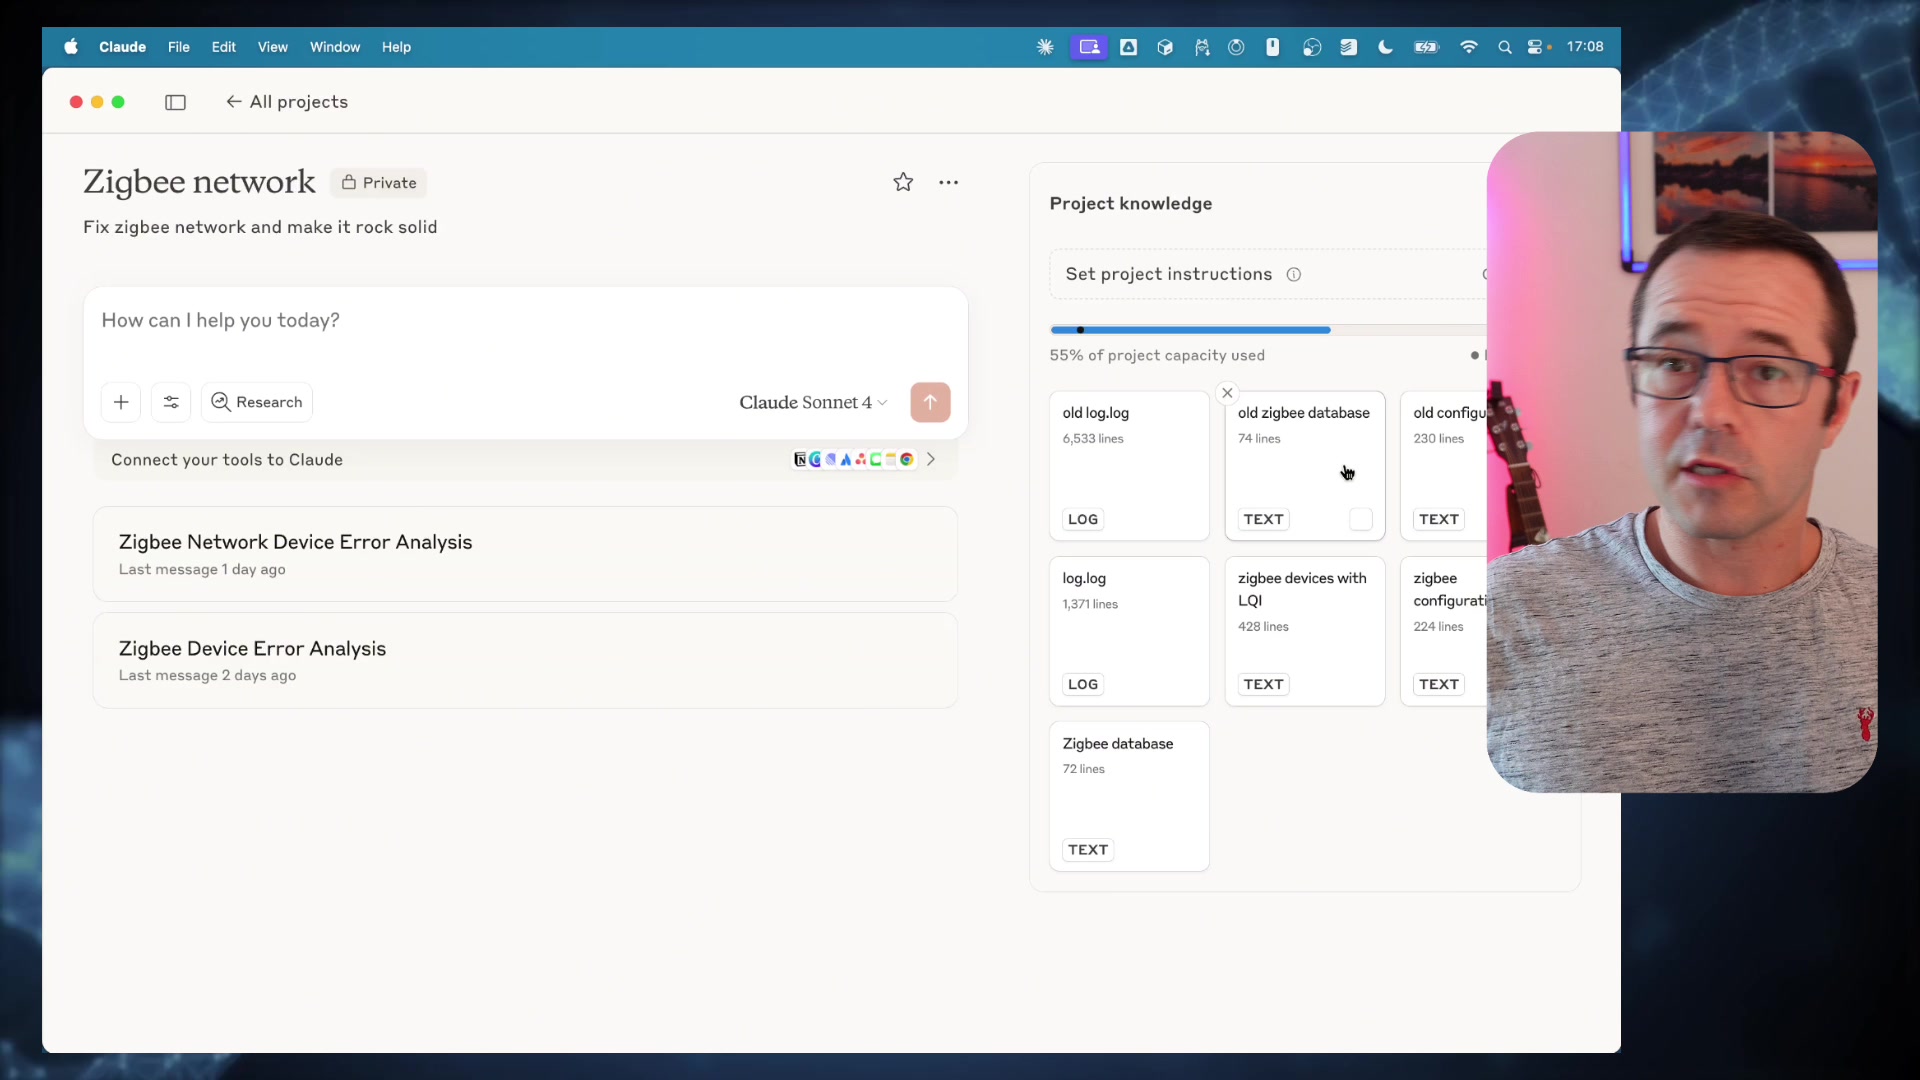 Claude File Edit View Window Help 17:08
← All projects
Zigbee network Private
Fix zigbee network and make it rock solid
How can I help you today?
Research
Claude Sonnet 4
Connect your tools to Claude
Zigbee Network Device Error Analysis
Last message 1 day ago
Zigbee Device Error Analysis
Last message 2 days ago
Project knowledge
Set project instructions
55% of project capacity used
old log.log
6,533 lines
LOG
old zigbee database
74 lines
TEXT
old configu
230 lines
TEXT
log.log
1,371 lines
LOG
zigbee devices with
LQI
428 lines
TEXT
zigbee
configurati
224 lines
TEXT
Zigbee database
72 lines
TEXT